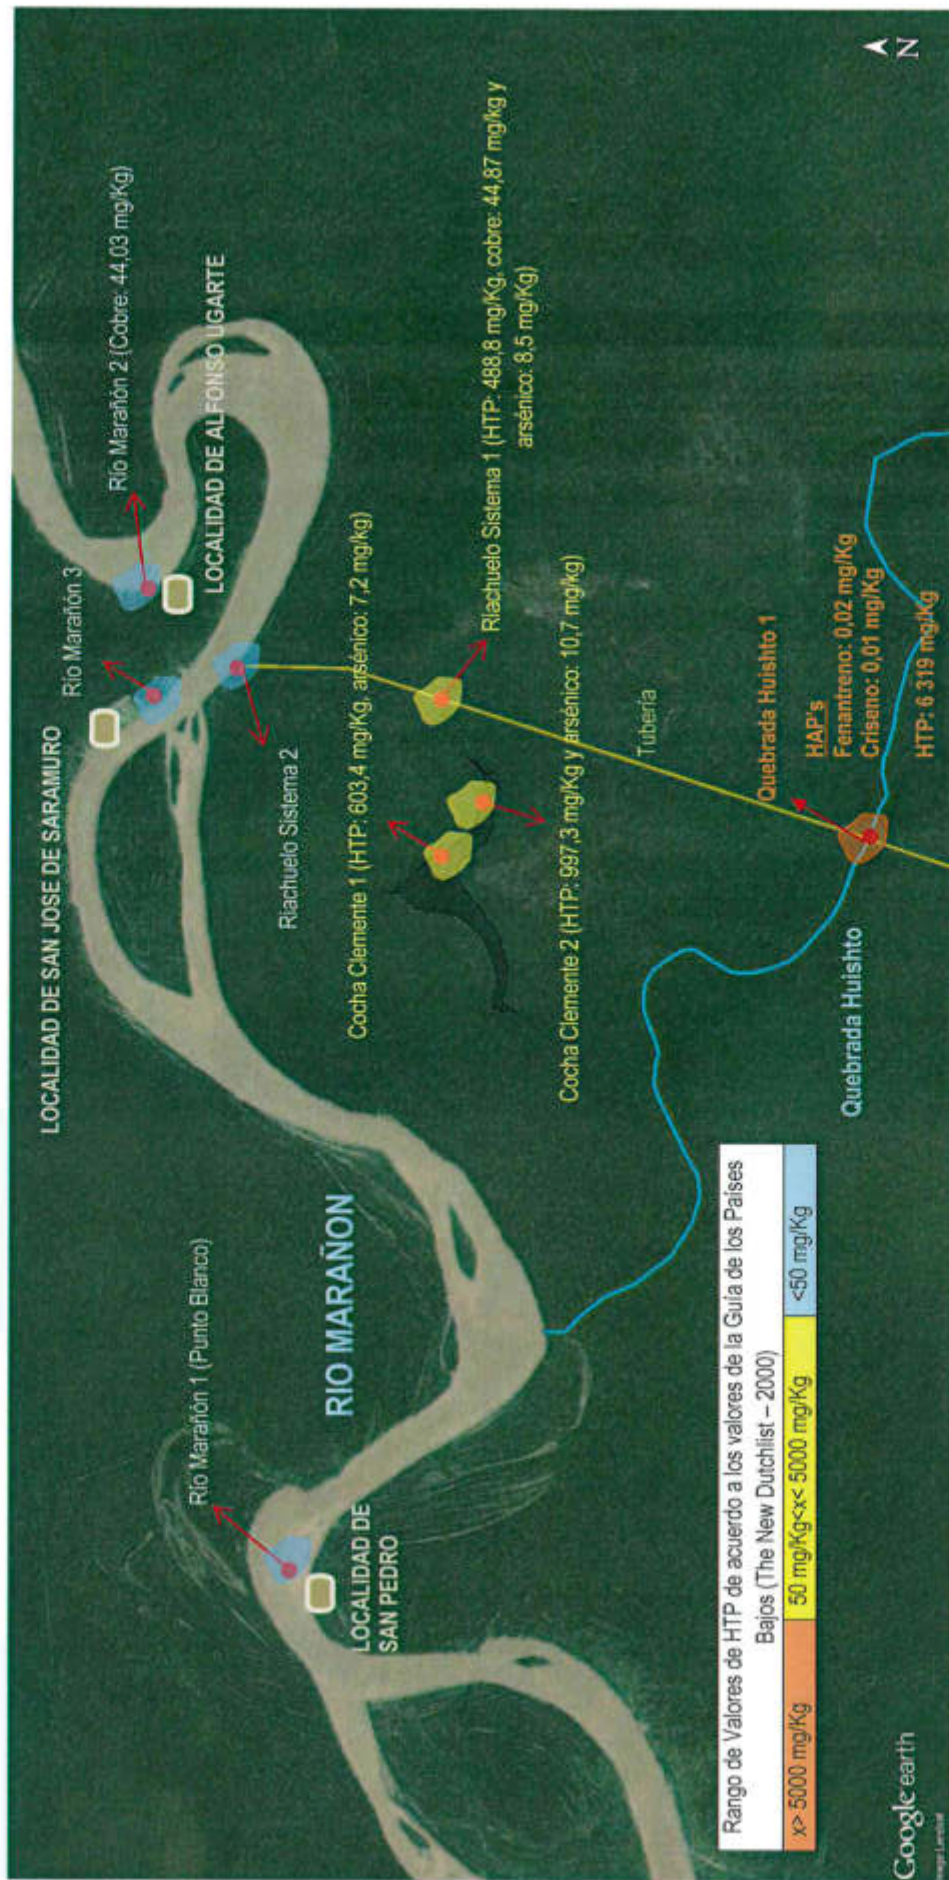 LOCALIDAD DE SAN JOSE DE SARAMURO
Río Marañón 3
Río Marañón 2 (Cobre: 44,03 mg/Kg)
LOCALIDAD DE ALFONSO UGARTE
Río Marañón 1 (Punto Blanco)
LOCALIDAD DE
SAN PEDRO
RIO MARAÑON
Riachuelo Sistema 2
Cocha Clemente 1 (HTP: 603,4 mg/Kg, arsénico: 7,2 mg/kg)
Riachuelo Sistema 1 (HTP: 488,8 mg/Kg, cobre: 44,87 mg/kg y
arsénico: 8,5 mg/Kg)
Cocha Clemente 2 (HTP: 997,3 mg/Kg y arsénico: 10,7 mg/kg)
Tubería
Quebrada Huishto 1
HAP's
Fenantreno: 0,02 mg/Kg
Criseno: 0,01 mg/Kg
HTP: 6 319 mg/Kg
Quebrada Huishto
Rango de Valores de HTP de acuerdo a los valores de la Guía de los Países
Bajos (The New Dutchlist – 2000)
x> 5000 mg/Kg
50 mg/Kg<x< 5000 mg/Kg
<50 mg/Kg
N
Google earth